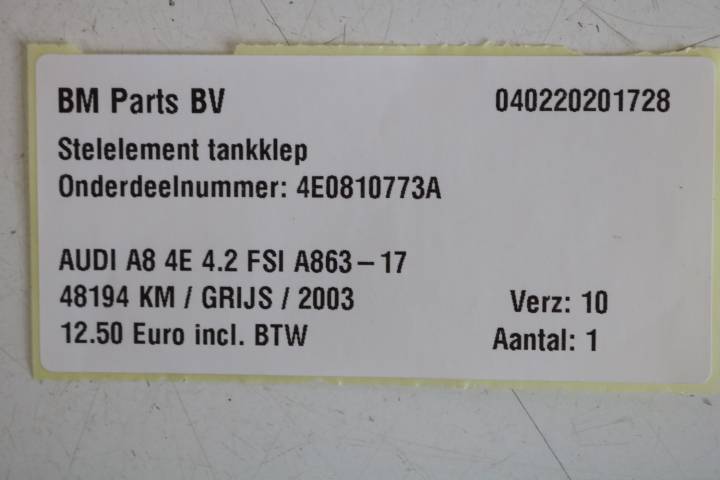 BM Parts BV 040220201728
Stelelement tankklep
Onderdeelnummer: 4E0810773A
AUDI A8 4E 4.2 FSI A863-17
48194 KM / GRIJS / 2003 Verz: 10
12.50 Euro incl. BTW Aantal: 1